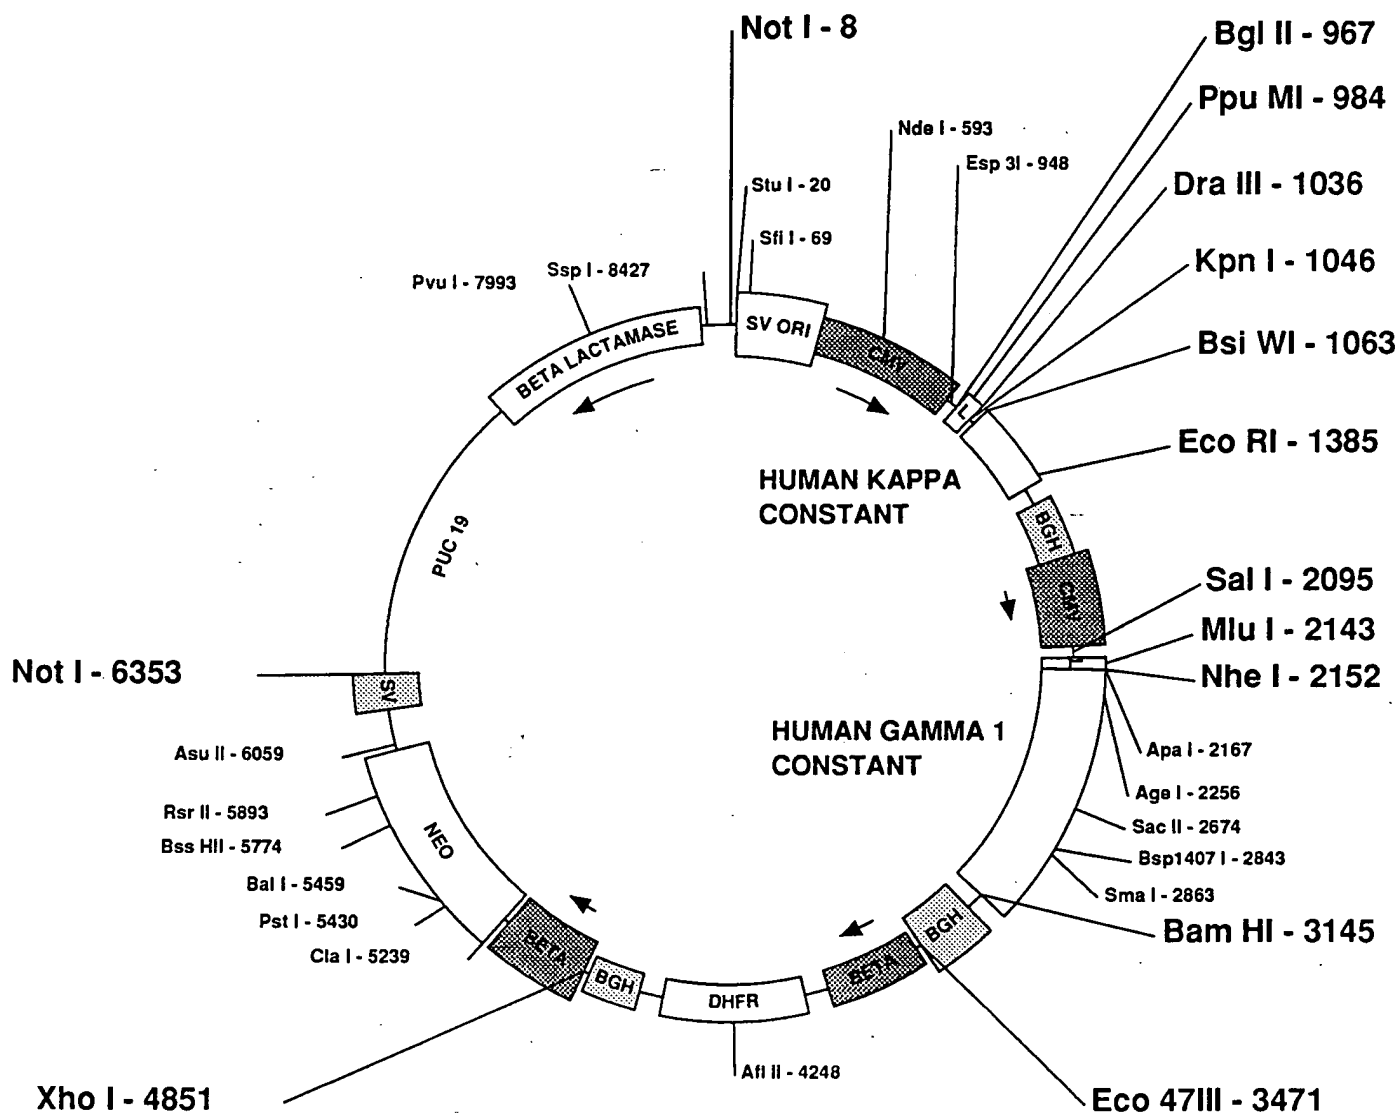 Not I - 8
Bgl II - 967
Ppu MI - 984
Nde I - 593
Esp 3I - 948
Dra III - 1036
Stu I - 20
Sfi I - 69
Kpn I - 1046
Ssp I - 8427
Pvu I - 7993
SV ORI
Bsi WI - 1063
BETA LACTAMASE
CMV
L
Eco RI - 1385
HUMAN KAPPA
CONSTANT
BGH
PUC 19
Sal I - 2095
CMV
Mlu I - 2143
L
Not I - 6353
Nhe I - 2152
SV
HUMAN GAMMA 1
CONSTANT
Asu II - 6059
Apa I - 2167
Age I - 2256
Rsr II - 5893
Sac II - 2674
NEO
Bss HII - 5774
Bsp1407 I - 2843
Bal I - 5459
Sma I - 2863
Pst I - 5430
BGH
Bam HI - 3145
Cla I - 5239
BETA
BETA
BGH
DHFR
Afl II - 4248
Xho I - 4851
Eco 47III - 3471